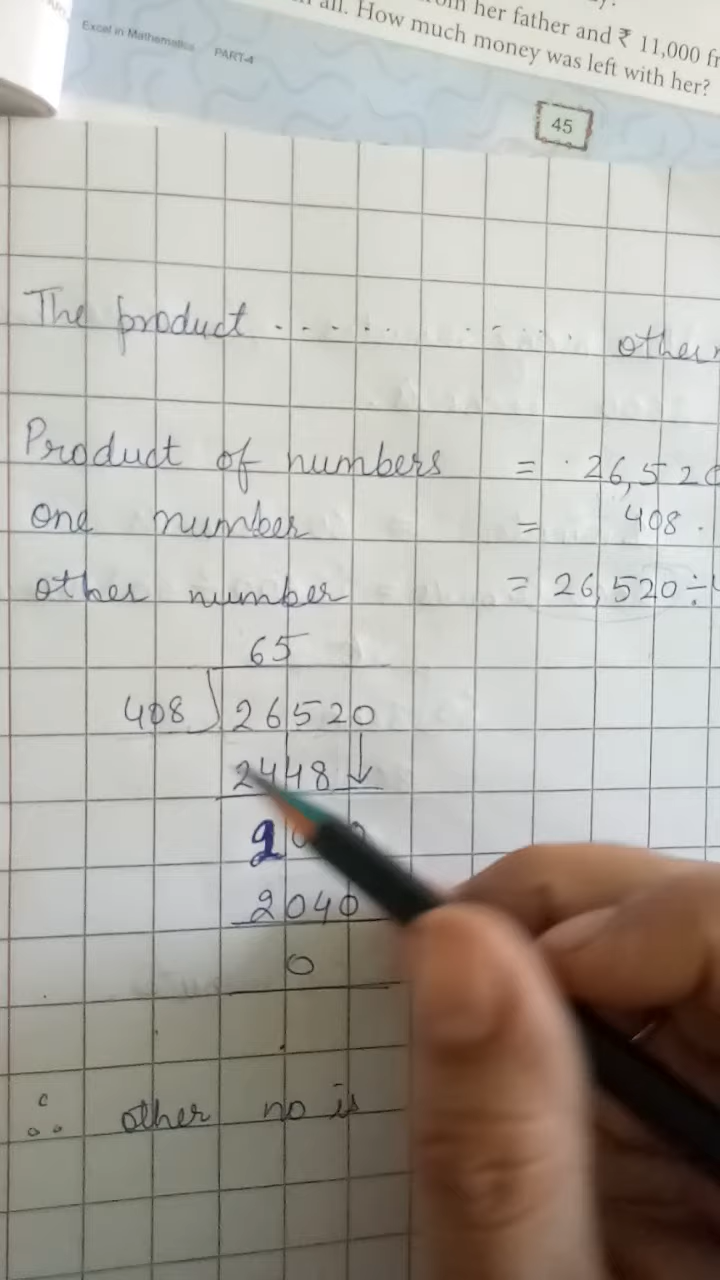 her father and ₹ 11,000
all. How much money was left with her?
Excel in Mathematics PART-4
45
The product . . . . . . . . . . other
Product of numbers = 26,520
one number = 408.
other number = 26,520 ÷
65
408 ) 26520
2448 ↓
2040
0
∴ other no is